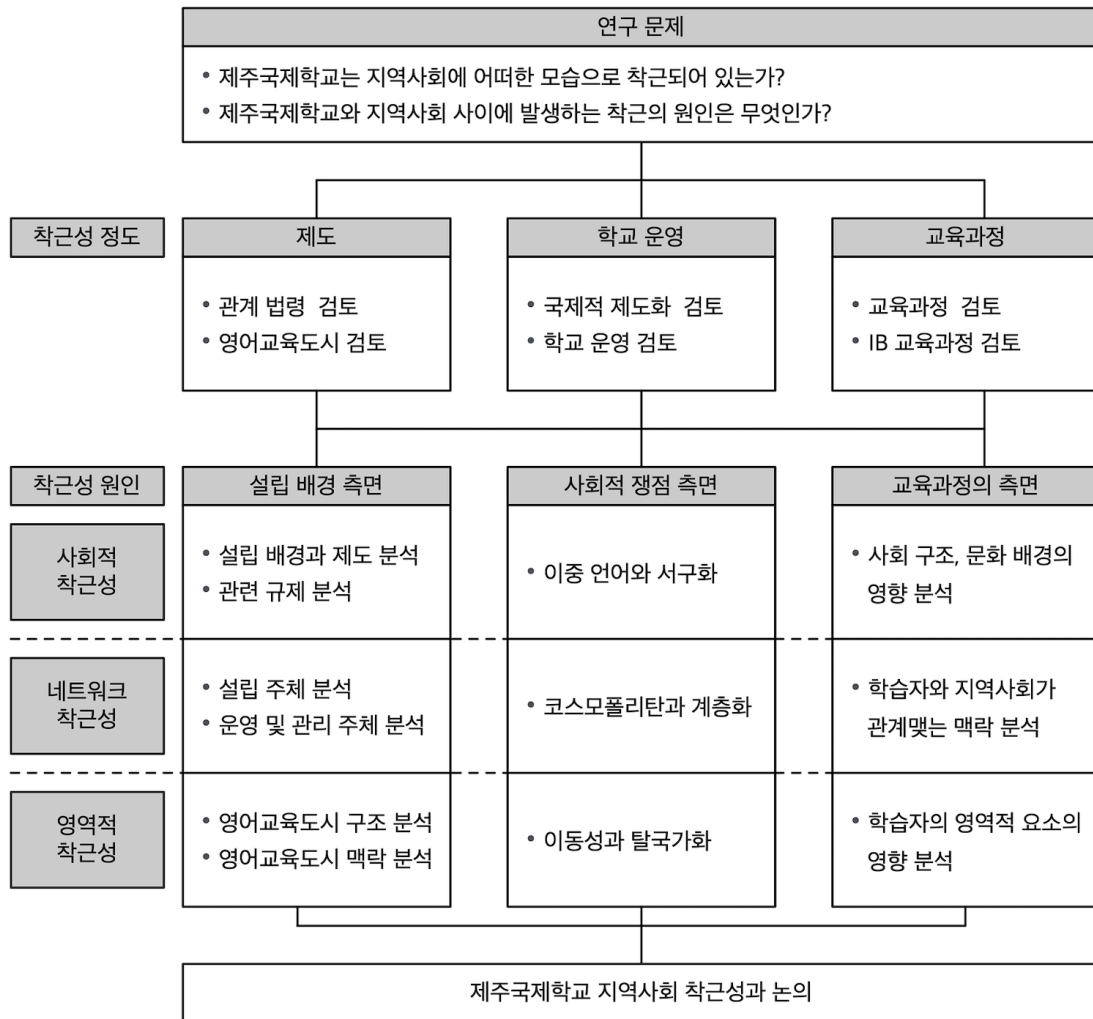 연구 문제
• 제주국제학교는 지역사회에 어떠한 모습으로 착근되어 있는가?
• 제주국제학교와 지역사회 사이에 발생하는 착근의 원인은 무엇인가?
착근성 정도
제도
학교 운영
교육과정
• 관계 법령 검토
• 영어교육도시 검토
• 국제적 제도화 검토
• 학교 운영 검토
• 교육과정 검토
• IB 교육과정 검토
착근성 원인
설립 배경 측면
사회적 쟁점 측면
교육과정의 측면
사회적
착근성
• 설립 배경과 제도 분석
• 관련 규제 분석
• 이중 언어와 서구화
• 사회 구조, 문화 배경의
영향 분석
네트워크
착근성
• 설립 주체 분석
• 운영 및 관리 주체 분석
• 코스모폴리탄과 계층화
• 학습자와 지역사회가
관계맺는 맥락 분석
영역적
착근성
• 영어교육도시 구조 분석
• 영어교육도시 맥락 분석
• 이동성과 탈국가화
• 학습자의 영역적 요소의
영향 분석
제주국제학교 지역사회 착근성과 논의